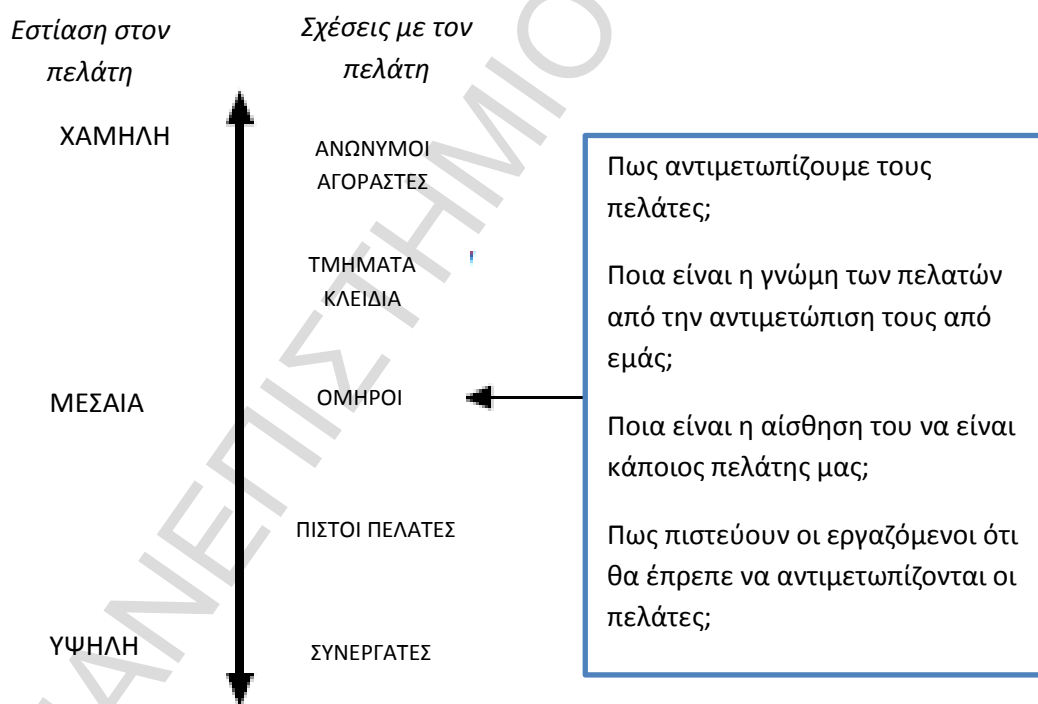 Εστίαση στον
πελάτη
Σχέσεις με τον
πελάτη
ΧΑΜΗΛΗ
ΑΝΩΝΥΜΟΙ
ΑΓΟΡΑΣΤΕΣ
ΤΜΗΜΑΤΑ
ΚΛΕΙΔΙΑ
ΜΕΣΑΙΑ
ΟΜΗΡΟΙ
ΠΙΣΤΟΙ ΠΕΛΑΤΕΣ
ΥΨΗΛΗ
ΣΥΝΕΡΓΑΤΕΣ
Πως αντιμετωπίζουμε τους
πελάτες;
Ποια είναι η γνώμη των πελατών
από την αντιμετώπιση τους από
εμάς;
Ποια είναι η αίσθηση του να είναι
κάποιος πελάτης μας;
Πως πιστεύουν οι εργαζόμενοι ότι
θα έπρεπε να αντιμετωπίζονται οι
πελάτες;
ΑΝΕΠΙΣΤΗΜΙΟ